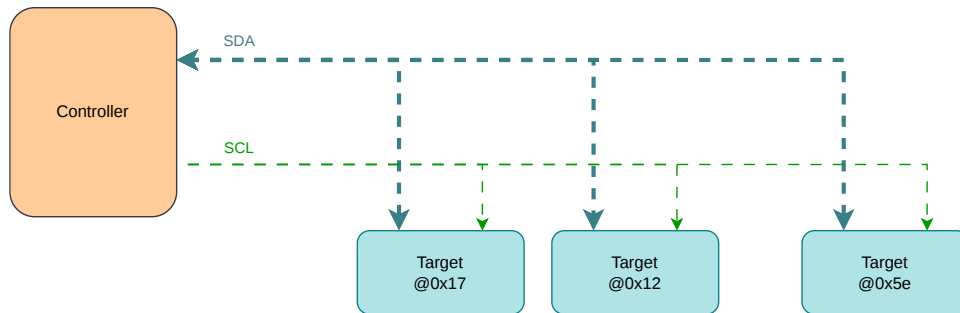 SDA
Controller
SCL
Target
@0x17
Target
@0x12
Target
@0x5e